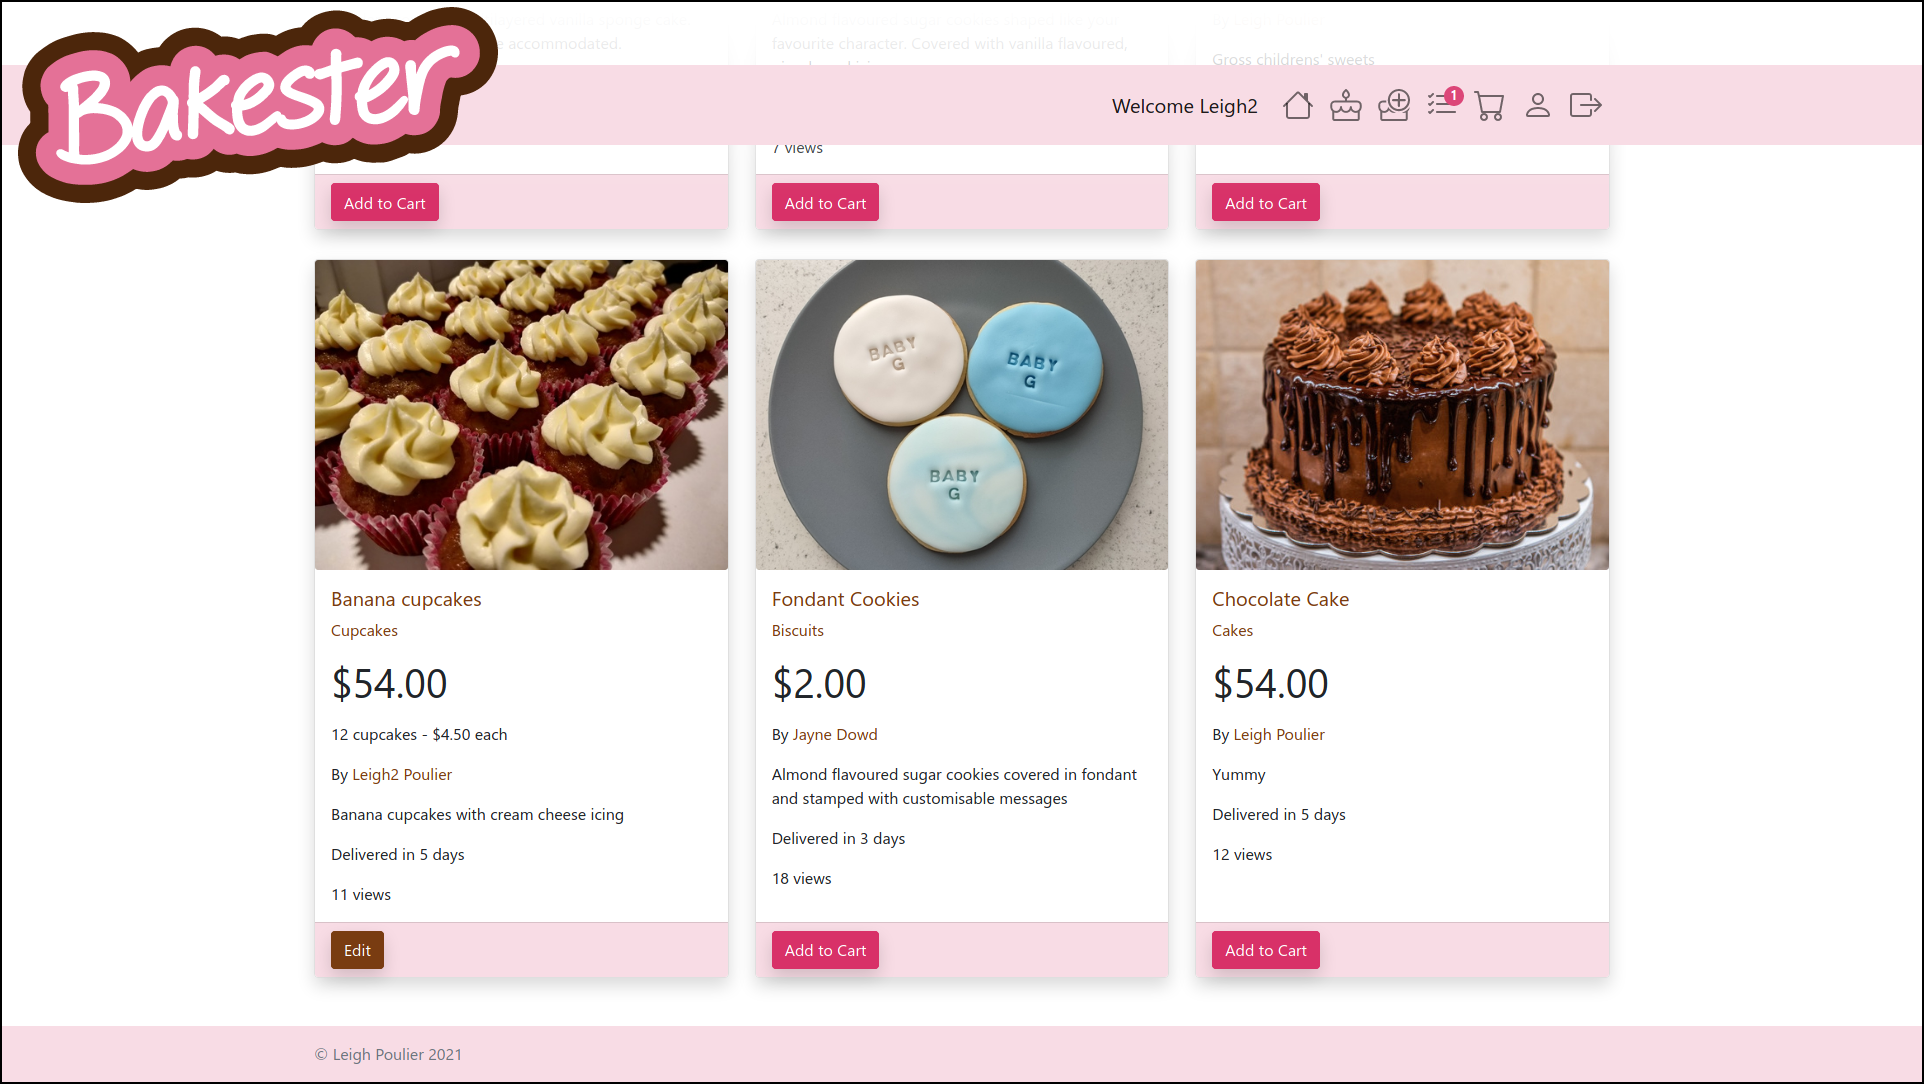 Bakester
accommodated.
favourite character. Covered with vanilla flavoured,
Gross childrens' sweets
Welcome Leigh2
1
7 views
Add to Cart
Add to Cart
Add to Cart
BABY
G
BABY
G
BABY
G
Banana cupcakes
Cupcakes
$54.00
12 cupcakes - $4.50 each
By Leigh2 Poulier
Banana cupcakes with cream cheese icing
Delivered in 5 days
11 views
Edit
Fondant Cookies
Biscuits
$2.00
By Jayne Dowd
Almond flavoured sugar cookies covered in fondant
and stamped with customisable messages
Delivered in 3 days
18 views
Add to Cart
Chocolate Cake
Cakes
$54.00
By Leigh Poulier
Yummy
Delivered in 5 days
12 views
Add to Cart
© Leigh Poulier 2021